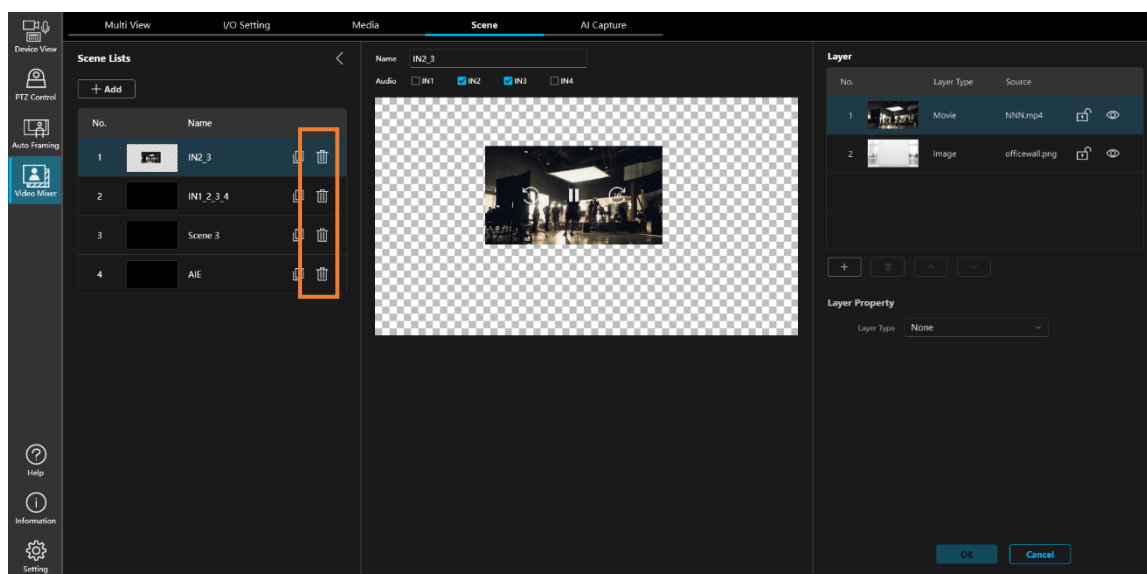 Device View
PTZ Control
Auto Framing
Video Mixer
Help
Information
Setting
Multi View I/O Setting Media Scene AI Capture
Scene Lists
+ Add
No. Name
1 IN2_3
2 IN1_2_3_4
3 Scene 3
4 AIE
Name IN2_3
Audio IN1 IN2 IN3 IN4
10 10
Layer
No. Layer Type Source
1 Movie NNN.mp4
2 Image officewall.png
Layer Property
Layer Type None
OK Cancel